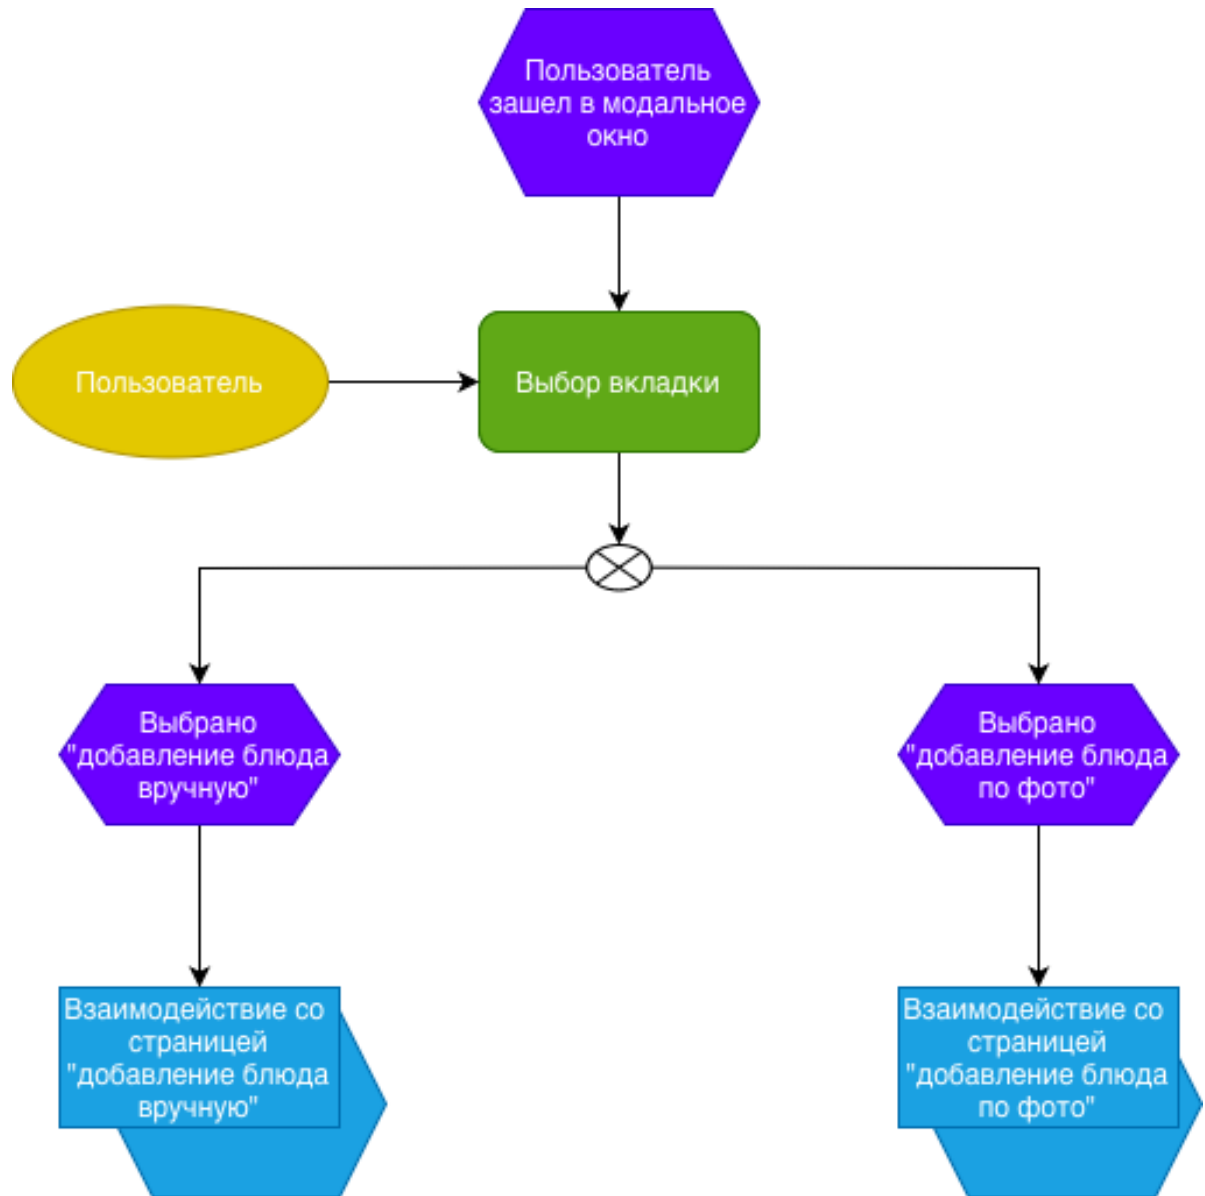 Пользователь
зашел в модальное
окно
Пользователь
Выбор вкладки
Выбрано
"добавление блюда
вручную"
Выбрано
"добавление блюда
по фото"
Взаимодействие со
страницей
"добавление блюда
вручную"
Взаимодействие со
страницей
"добавление блюда
по фото"